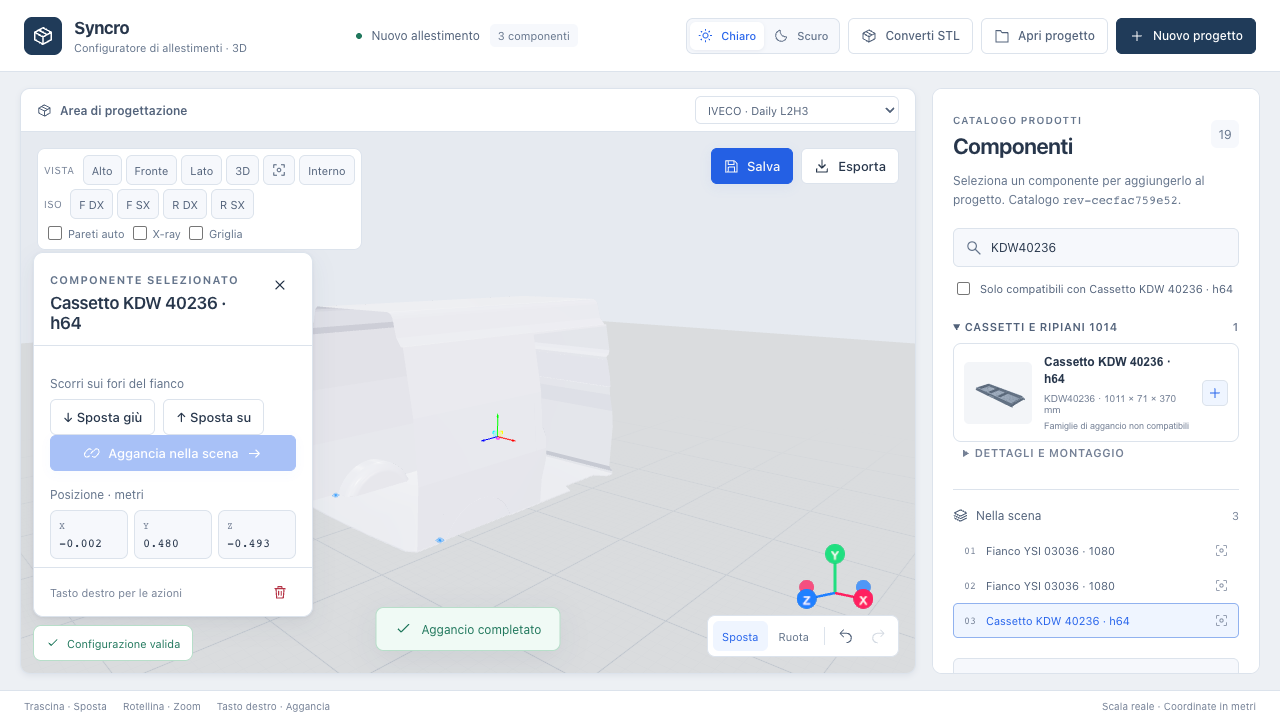 Syncro
Configuratore di allestimenti · 3D
Nuovo allestimento
3 componenti
Chiaro
Scuro
Converti STL
Apri progetto
Nuovo progetto
Area di progettazione
IVECO · Daily L2H3
VISTA
Alto
Fronte
Lato
3D
Interno
ISO
F DX
F SX
R DX
R SX
Pareti auto
X-ray
Griglia
Salva
Esporta
COMPONENTE SELEZIONATO
Cassetto KDW 40236 ·
h64
Scorri sui fori del fianco
Sposta giù
Sposta su
Aggancia nella scena
Posizione · metri
X
-0.002
Y
0.480
Z
-0.493
Tasto destro per le azioni
Configurazione valida
Aggancio completato
Y
Z
X
Sposta
Ruota
CATALOGO PRODOTTI
Componenti
19
Seleziona un componente per aggiungerlo al
progetto. Catalogo rev-cecfac759e52.
KDW40236
Solo compatibili con Cassetto KDW 40236 · h64
CASSETTI E RIPIANI 1014
1
Cassetto KDW 40236 ·
h64
KDW40236 · 1011 × 71 × 370
mm
Famiglie di aggancio non compatibili
DETTAGLI E MONTAGGIO
Nella scena
3
01 Fianco YSI 03036 · 1080
02 Fianco YSI 03036 · 1080
03 Cassetto KDW 40236 · h64
Trascina · Sposta
Rotellina · Zoom
Tasto destro · Aggancia
Scala reale · Coordinate in metri